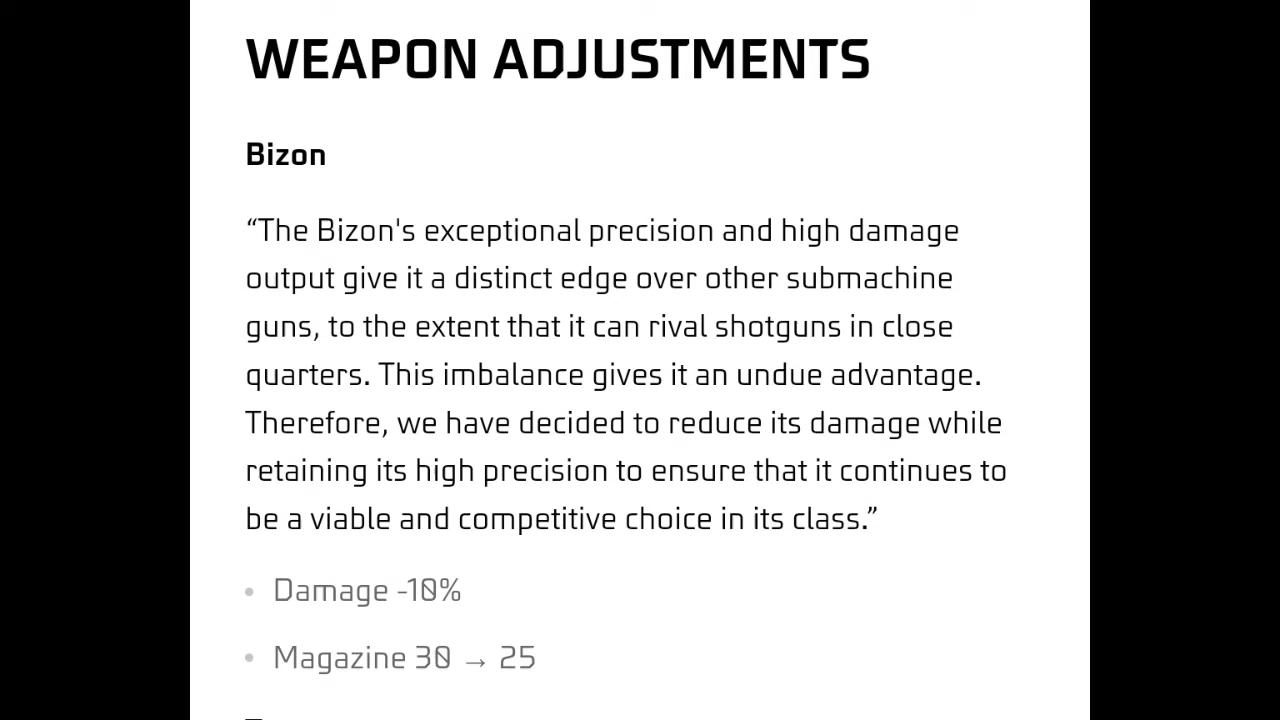 WEAPON ADJUSTMENTS
Bizon
“The Bizon's exceptional precision and high damage
output give it a distinct edge over other submachine
guns, to the extent that it can rival shotguns in close
quarters. This imbalance gives it an undue advantage.
Therefore, we have decided to reduce its damage while
retaining its high precision to ensure that it continues to
be a viable and competitive choice in its class.”
• Damage -10%
• Magazine 30 → 25